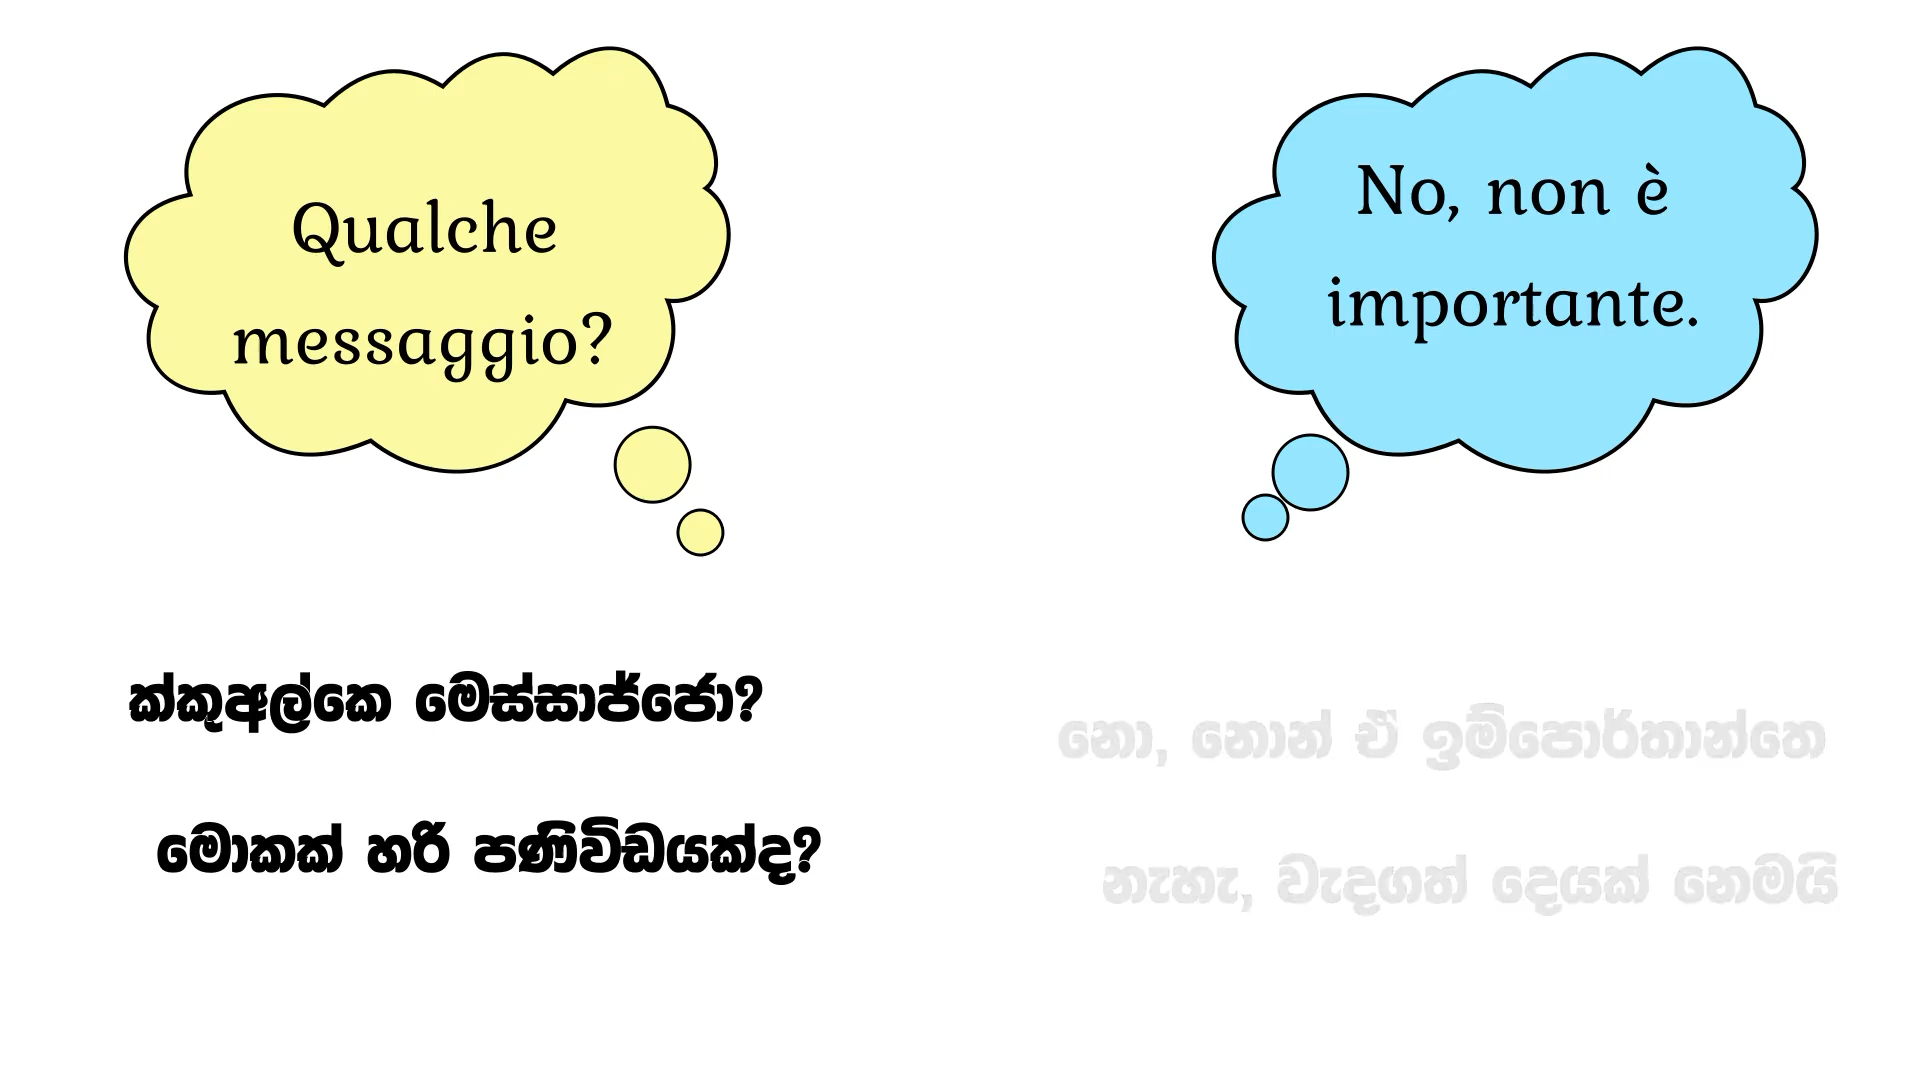 Qualche
messaggio?
No, non è
importante.
ක්කුඅල්කෙ මෙස්සාජ්ජො?
මොකක් හරි පණිවිඩයක්ද?
නො, නොන් ඒ ඉම්පොර්තාන්තෙ
නැහැ, වැදගත් දෙයක් නෙමයි